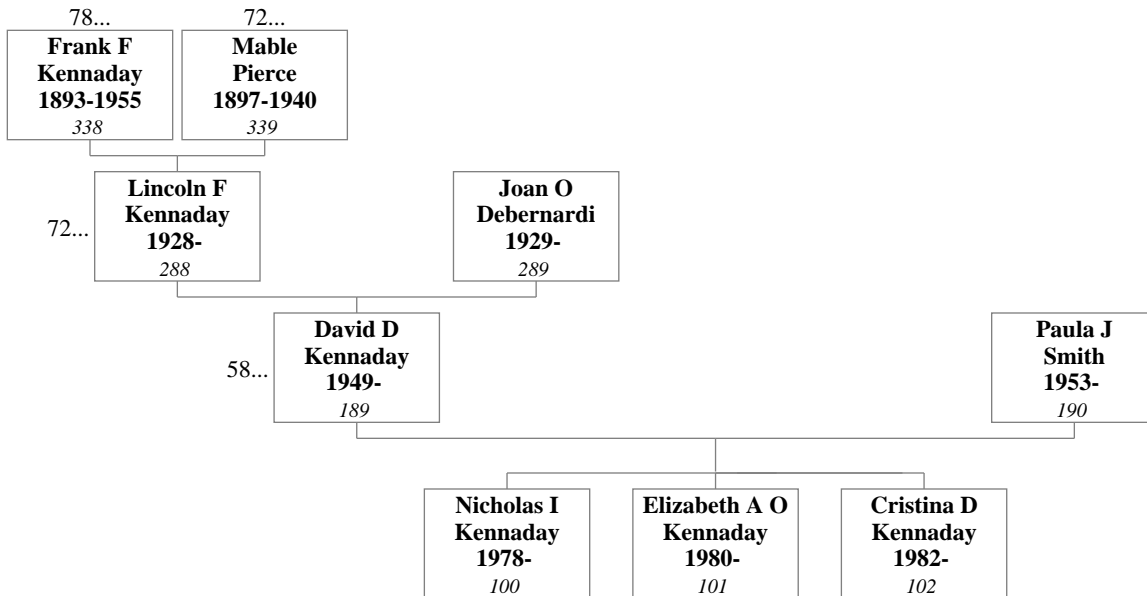 78...
72...
Frank F
Kennaday
1893-1955
338
Mable
Pierce
1897-1940
339
72...
Lincoln F
Kennaday
1928-
288
Joan O
Debernardi
1929-
289
58...
David D
Kennaday
1949-
189
Paula J
Smith
1953-
190
Nicholas I
Kennaday
1978-
100
Elizabeth A O
Kennaday
1980-
101
Cristina D
Kennaday
1982-
102